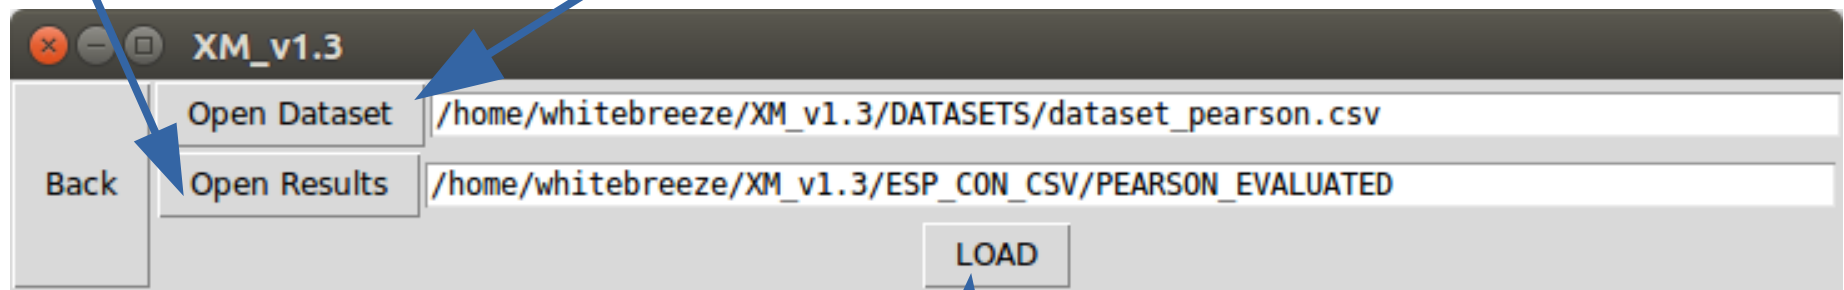 XM_v1.3
Open Dataset /home/whitebreeze/XM_v1.3/DATASETS/dataset_pearson.csv
Back Open Results /home/whitebreeze/XM_v1.3/ESP_CON_CSV/PEARSON_EVALUATED
LOAD